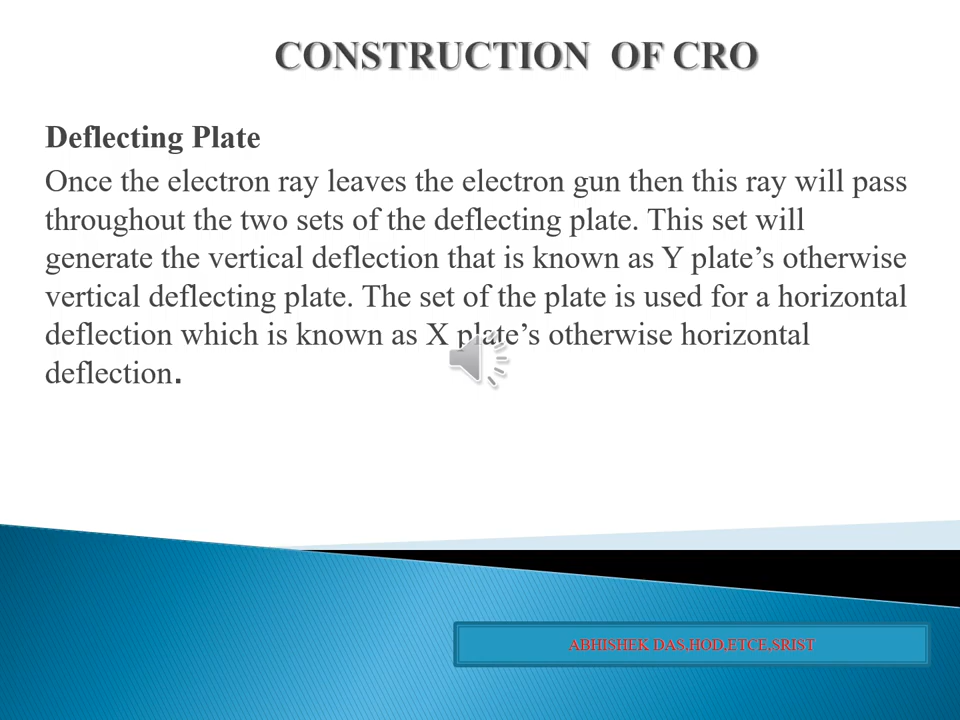 CONSTRUCTION OF CRO
Deflecting Plate
Once the electron ray leaves the electron gun then this ray will pass
throughout the two sets of the deflecting plate. This set will
generate the vertical deflection that is known as Y plate’s otherwise
vertical deflecting plate. The set of the plate is used for a horizontal
deflection which is known as X plate’s otherwise horizontal
deflection.
ABHISHEK DAS,HOD,ETCE,SRIST